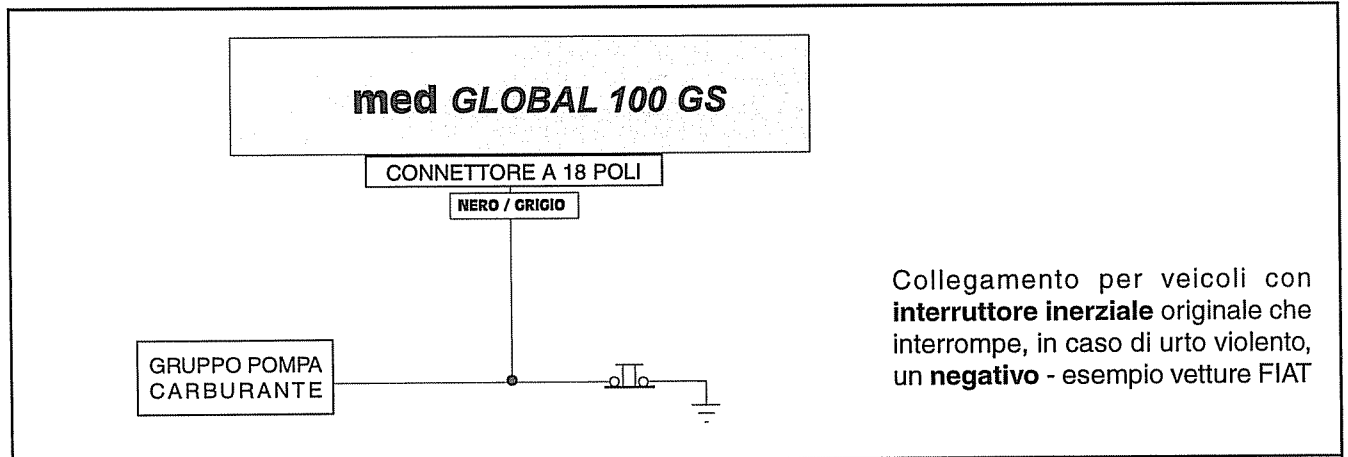 med GLOBAL 100 GS
CONNETTORE A 18 POLI
NERO / GRIGIO
GRUPPO POMPA
CARBURANTE
Collegamento per veicoli con
interruttore inerziale originale che
interrompe, in caso di urto violento,
un negativo - esempio vetture FIAT